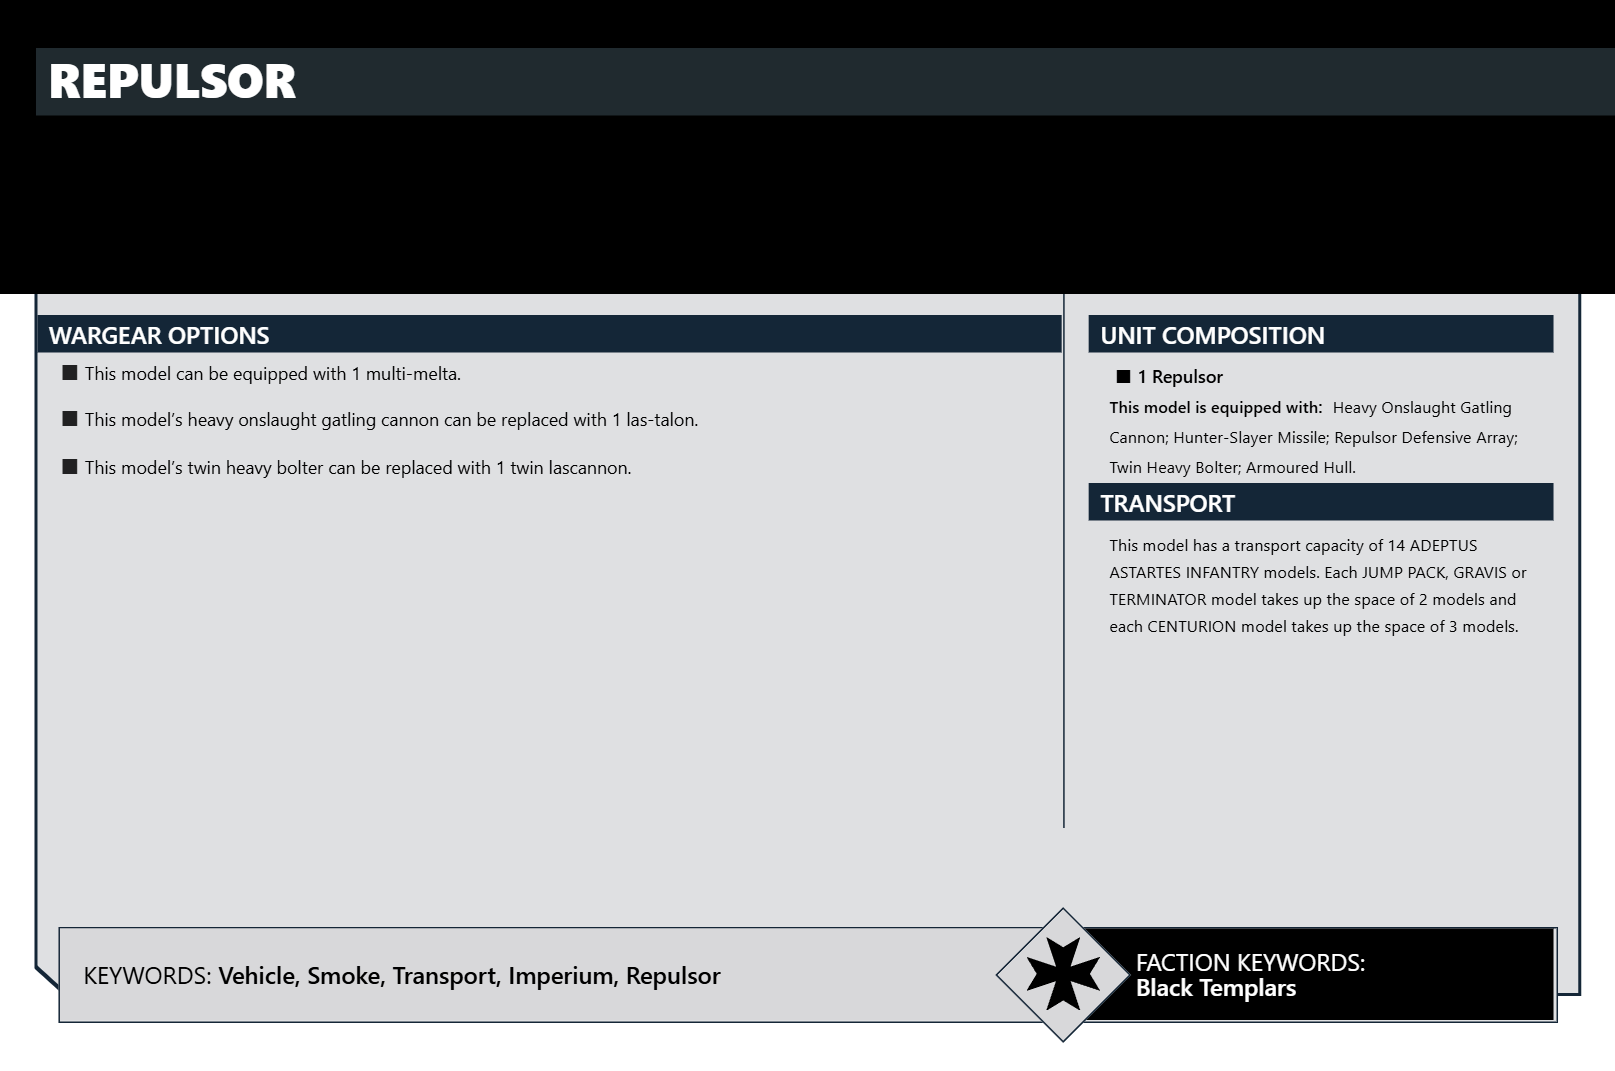 REPULSOR
WARGEAR OPTIONS
■ This model can be equipped with 1 multi-melta.
■ This model’s heavy onslaught gatling cannon can be replaced with 1 las-talon.
■ This model’s twin heavy bolter can be replaced with 1 twin lascannon.
UNIT COMPOSITION
■ 1 Repulsor
This model is equipped with: Heavy Onslaught Gatling
Cannon; Hunter-Slayer Missile; Repulsor Defensive Array;
Twin Heavy Bolter; Armoured Hull.
TRANSPORT
This model has a transport capacity of 14 ADEPTUS
ASTARTES INFANTRY models. Each JUMP PACK, GRAVIS or
TERMINATOR model takes up the space of 2 models and
each CENTURION model takes up the space of 3 models.
KEYWORDS: Vehicle, Smoke, Transport, Imperium, Repulsor
FACTION KEYWORDS:
Black Templars